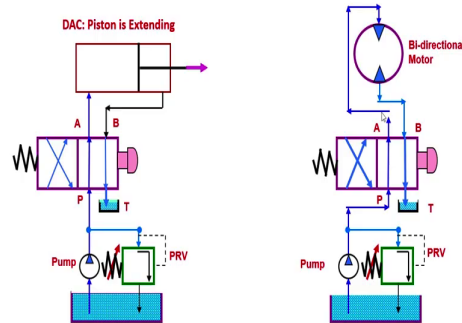 DAC: Piston is Extending
A
B
P
T
Pump
PRV
Bi-directiona
Motor
A
B
P
T
Pump
PRV